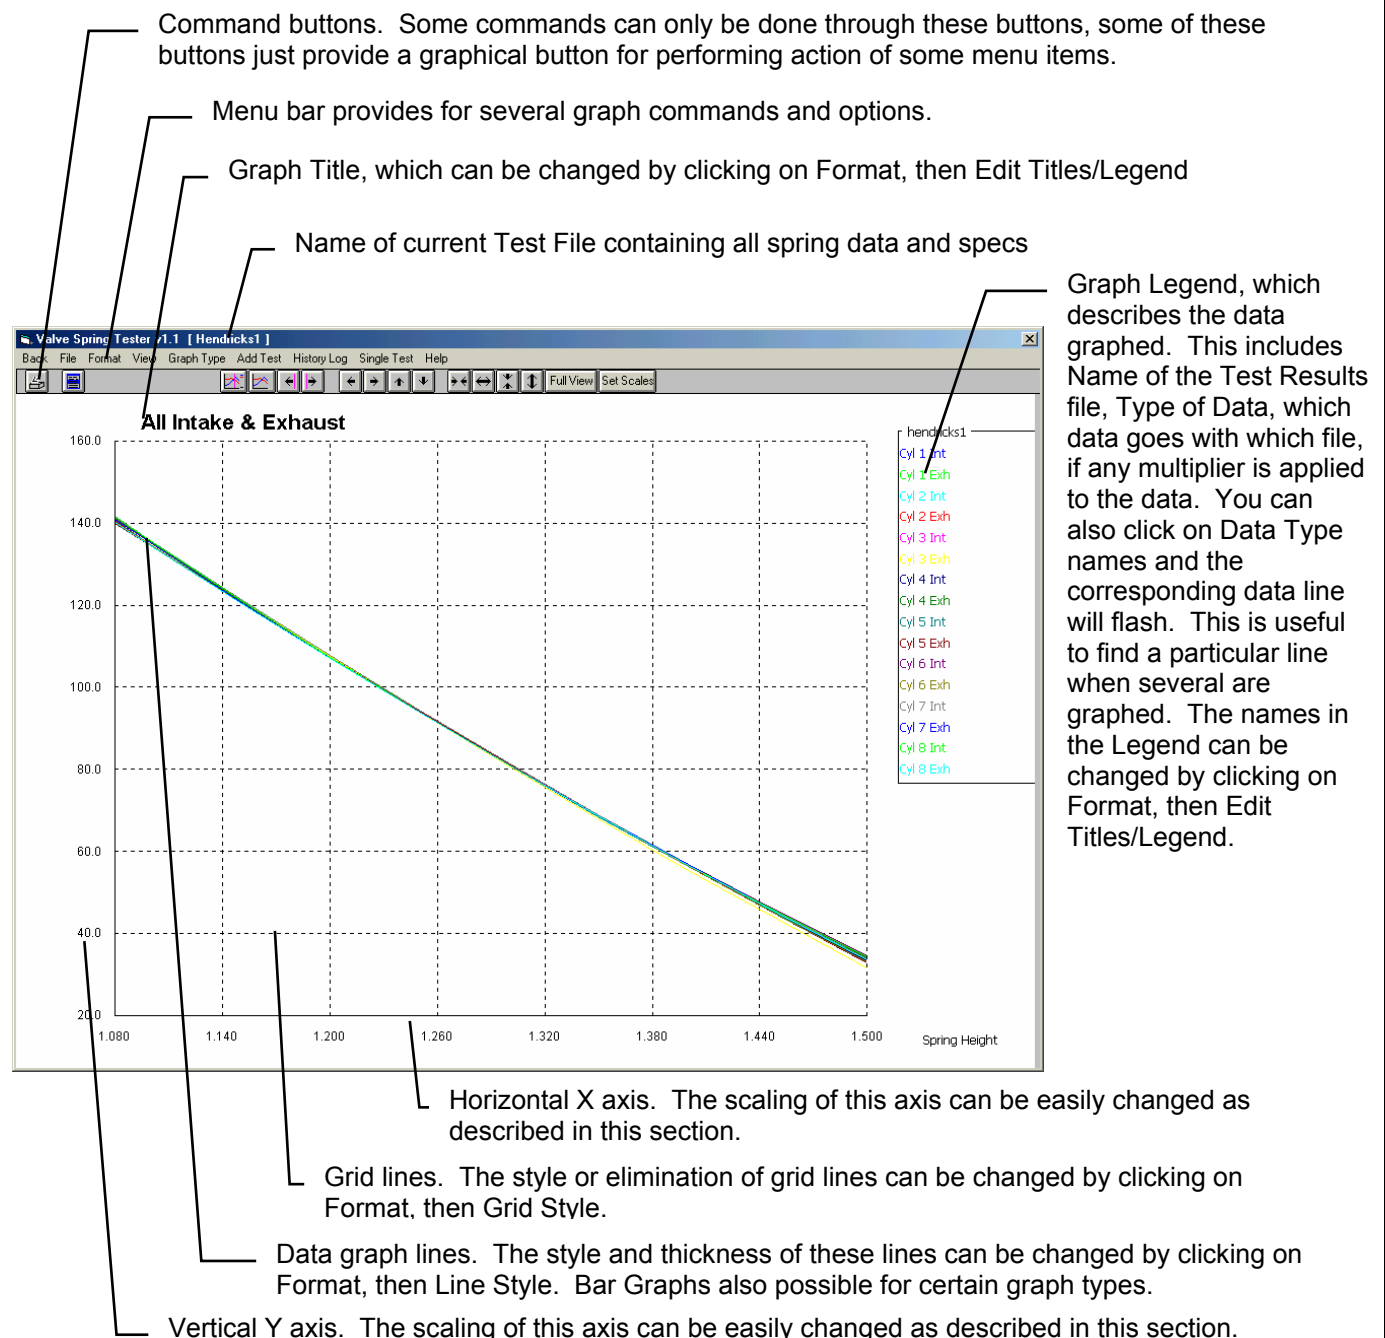 Command buttons.  Some commands can only be done through these buttons, some of these
buttons just provide a graphical button for performing action of some menu items.
Menu bar provides for several graph commands and options.
Graph Title, which can be changed by clicking on Format, then Edit Titles/Legend
Name of current Test File containing all spring data and specs
Graph Legend, which
describes the data
graphed.  This includes
Name of the Test Results
file, Type of Data, which
data goes with which file,
if any multiplier is applied
to the data.  You can
also click on Data Type
names and the
corresponding data line
will flash.  This is useful
to find a particular line
when several are
graphed.  The names in
the Legend can be
changed by clicking on
Format, then Edit
Titles/Legend.
Valve Spring Tester v1.1  [ Hendricks1 ]
Back File Format View Graph Type Add Test History Log Single Test Help
Full View Set Scales
All Intake & Exhaust
160.0
140.0
120.0
100.0
80.0
60.0
40.0
20.0
1.080 1.140 1.200 1.260 1.320 1.380 1.440 1.500 Spring Height
hendricks1
Cyl 1 Int
Cyl 1 Exh
Cyl 2 Int
Cyl 2 Exh
Cyl 3 Int
Cyl 3 Exh
Cyl 4 Int
Cyl 4 Exh
Cyl 5 Int
Cyl 5 Exh
Cyl 6 Int
Cyl 6 Exh
Cyl 7 Int
Cyl 7 Exh
Cyl 8 Int
Cyl 8 Exh
Horizontal X axis.  The scaling of this axis can be easily changed as
described in this section.
Grid lines.  The style or elimination of grid lines can be changed by clicking on
Format, then Grid Style.
Data graph lines.  The style and thickness of these lines can be changed by clicking on
Format, then Line Style.  Bar Graphs also possible for certain graph types.
Vertical Y axis.  The scaling of this axis can be easily changed as described in this section.